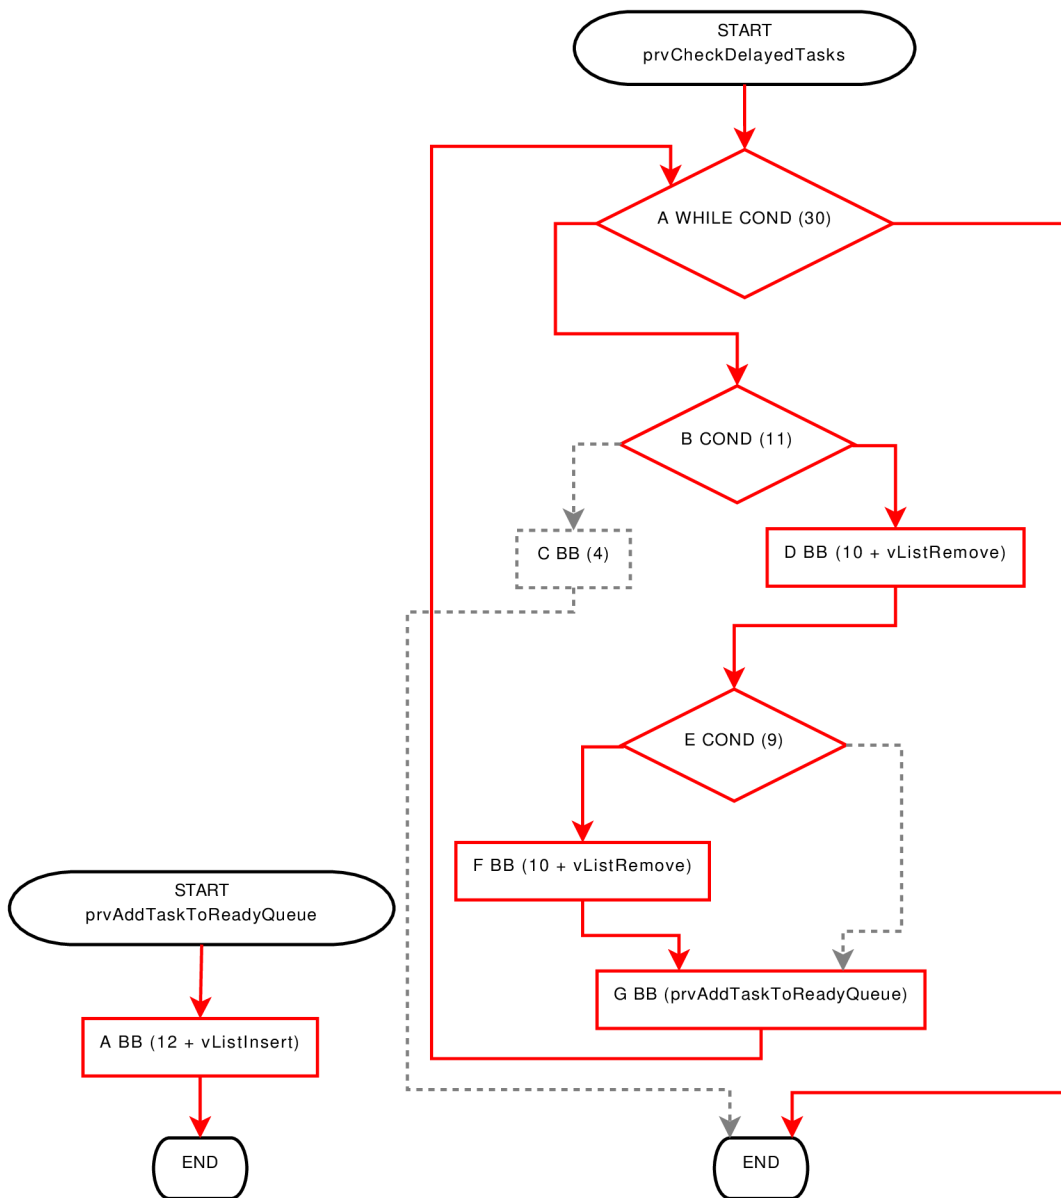 START
prvCheckDelayedTasks
A WHILE COND (30)
B COND (11)
C BB (4)
D BB (10 + vListRemove)
E COND (9)
F BB (10 + vListRemove)
START
prvAddTaskToReadyQueue
G BB (prvAddTaskToReadyQueue)
A BB (12 + vListInsert)
END
END